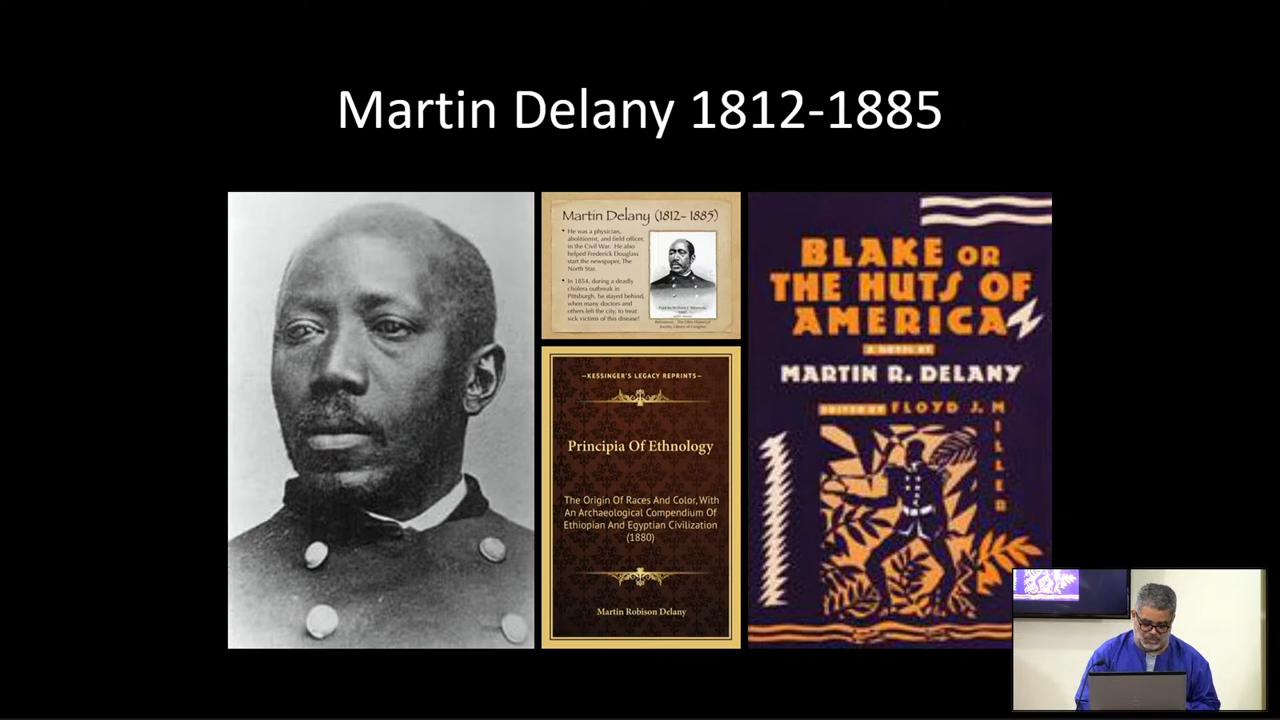 Martin Delany 1812-1885
Martin Delany (1812- 1885)
• He was a physician,
abolitionist, and field officer,
in the Civil War. He also
helped Frederick Douglass
start the newspaper, The
North Star.
• In 1854, during a deadly
cholera outbreak in
Pittsburgh, he stayed behind,
when many doctors and
others left the city, to treat
sick victims of this disease!
—KESSINGER'S LEGACY REPRINTS—
Principia Of Ethnology
The Origin Of Races And Color, With
An Archaeological Compendium Of
Ethiopian And Egyptian Civilization
(1880)
Martin Robison Delany
BLAKE OR
THE HUTS OF
AMERICA
A NOVEL BY
MARTIN R. DELANY
EDITED BY FLOYD J. MILLER